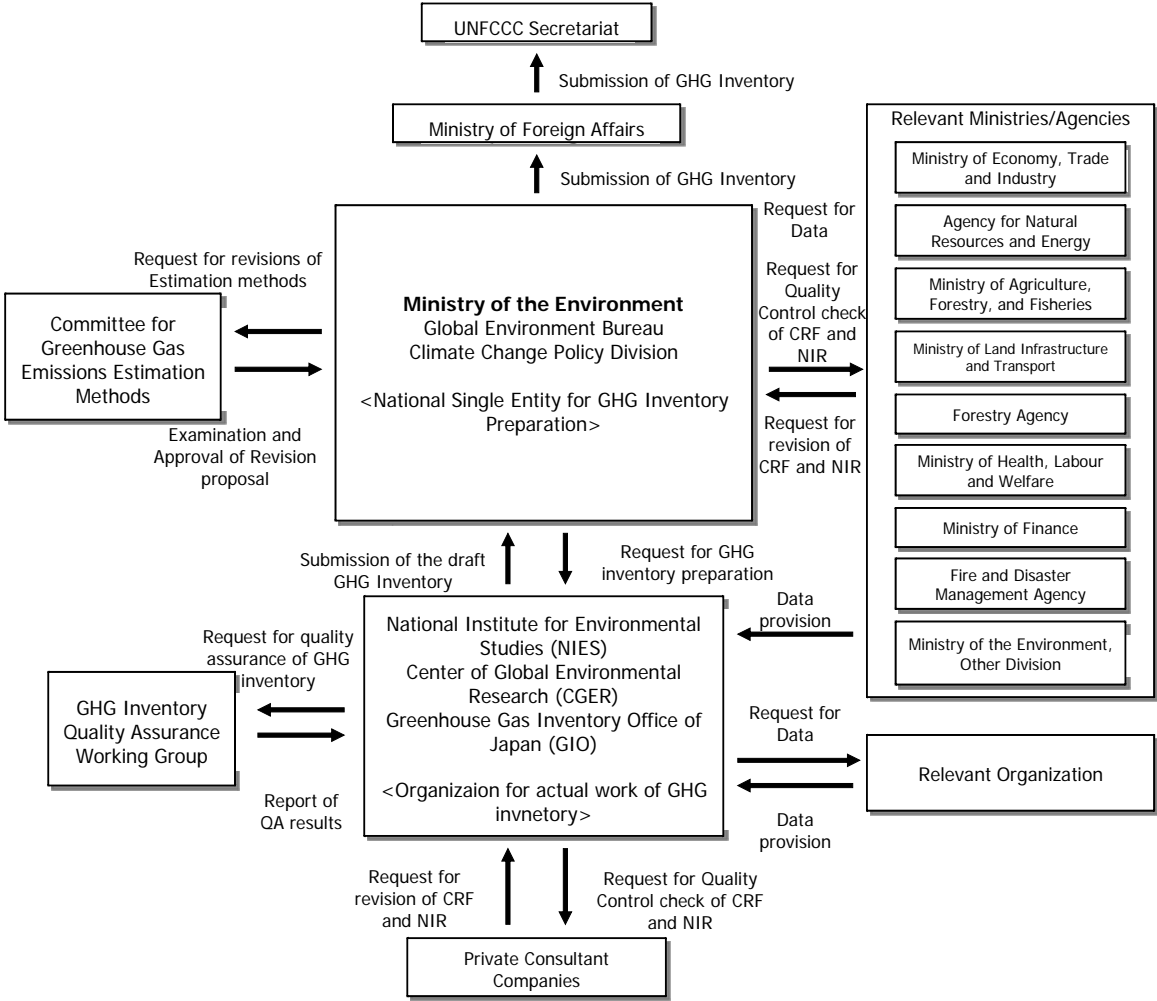 UNFCCC Secretariat
Submission of GHG Inventory
Ministry of Foreign Affairs
Submission of GHG Inventory
Relevant Ministries/Agencies
Ministry of Economy, Trade
and Industry
Agency for Natural
Resources and Energy
Ministry of Agriculture,
Forestry, and Fisheries
Ministry of Land Infrastructure
and Transport
Forestry Agency
Ministry of Health, Labour
and Welfare
Ministry of Finance
Fire and Disaster
Management Agency
Ministry of the Environment,
Other Division
Request for
Data
Request for
Quality
Control check
of CRF and
NIR
Request for
revision of
CRF and NIR
Ministry of the Environment
Global Environment Bureau
Climate Change Policy Division
<National Single Entity for GHG Inventory
Preparation>
Request for revisions of
Estimation methods
Committee for
Greenhouse Gas
Emissions Estimation
Methods
Examination and
Approval of Revision
proposal
Submission of the draft
GHG Inventory
Request for GHG
inventory preparation
Data
provision
National Institute for Environmental
Studies (NIES)
Center of Global Environmental
Research (CGER)
Greenhouse Gas Inventory Office of
Japan (GIO)
<Organizaion for actual work of GHG
invnetory>
Request for quality
assurance of GHG
inventory
GHG Inventory
Quality Assurance
Working Group
Report of
QA results
Request for
Data
Relevant Organization
Data
provision
Request for
revision of CRF
and NIR
Request for Quality
Control check of CRF
and NIR
Private Consultant
Companies